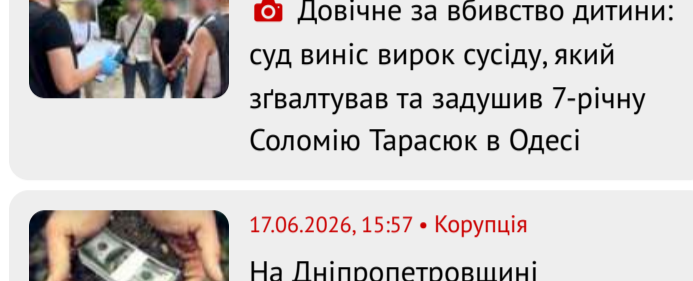 Довічне за вбивство дитини:
суд виніс вирок сусіду, який
зґвалтував та задушив 7-річну
Соломію Тарасюк в Одесі
17.06.2026, 15:57 • Корупція
На Дніпропетровщині